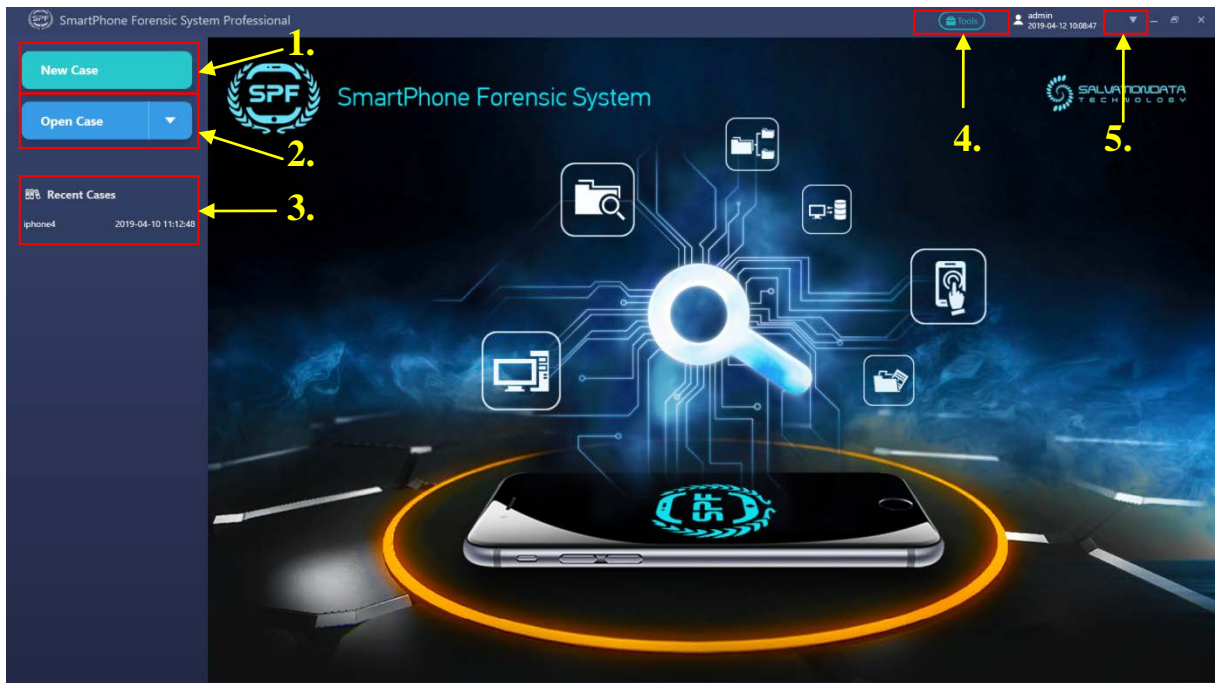 SPF SmartPhone Forensic System Professional
Tools
admin
2019-04-12 10:08:47
1.
New Case
SPF
SmartPhone Forensic System
SALVATIONDATA
TECHNOLOGY
Open Case
2.
4.
5.
Recent Cases
3.
iphone4 2019-04-10 11:12:48
SPF